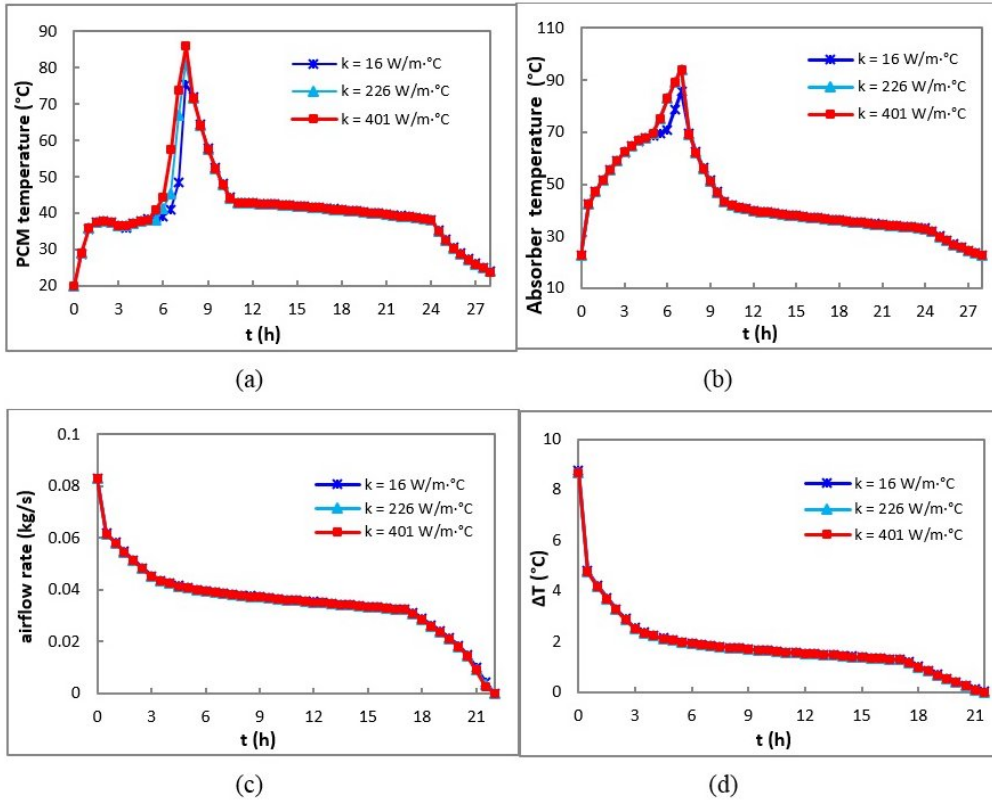 PCM temperature (°C)
90
80
70
60
50
40
30
20
k = 16 W/m·°C
k = 226 W/m·°C
k = 401 W/m·°C
0 3 6 9 12 15 18 21 24 27
t (h)
(a)
Absorber temperature (°C)
110
90
70
50
30
10
k = 16 W/m·°C
k = 226 W/m·°C
k = 401 W/m·°C
0 3 6 9 12 15 18 21 24 27
t (h)
(b)
airflow rate (kg/s)
0.1
0.08
0.06
0.04
0.02
0
k = 16 W/m·°C
k = 226 W/m·°C
k = 401 W/m·°C
0 3 6 9 12 15 18 21
t (h)
(c)
ΔT (°C)
10
8
6
4
2
0
k = 16 W/m·°C
k = 226 W/m·°C
k = 401 W/m·°C
0 3 6 9 12 15 18 21
t (h)
(d)